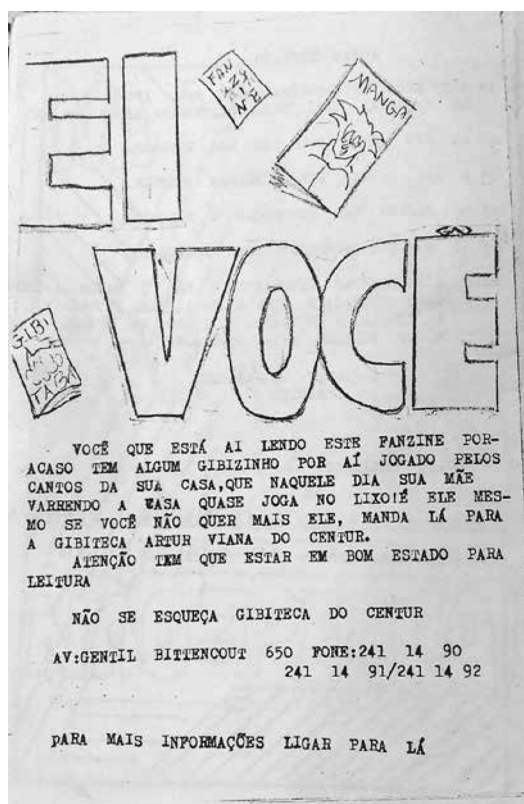 EI
FAN
ZI
NE
MANGA
VOCÊ
GIBI
VOCÊ QUE ESTÁ AI LENDO ESTE FANZINE POR-
ACASO TEM ALGUM GIBIZINHO POR AÍ JOGADO PELOS
CANTOS DA SUA CASA,QUE NAQUELE DIA SUA MÃE
VARRENDO A CASA QUASE JOGA NO LIXO!É ELE MES-
MO SE VOCÊ NÃO QUER MAIS ELE, MANDA LÁ PARA
A GIBITECA ARTUR VIANA DO CENTUR.
ATENÇÃO TEM QUE ESTAR EM BOM ESTADO PARA
LEITURA
NÃO SE ESQUEÇA GIBITECA DO CENTUR
AV:GENTIL BITTENCOUT 650 FONE:241 14 90
241 14 91/241 14 92
PARA MAIS INFORMAÇÕES LIGAR PARA LÁ